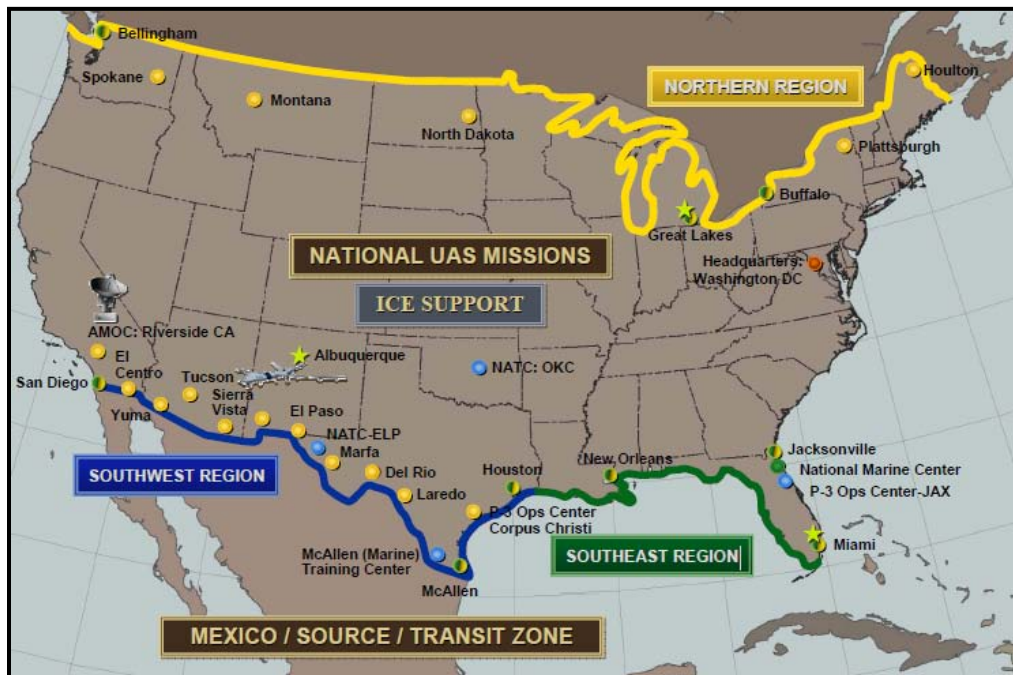 Bellingham
Spokane
Montana
North Dakota
NORTHERN REGION
Houlton
Plattsburgh
Buffalo
Great Lakes
NATIONAL UAS MISSIONS
ICE SUPPORT
Headquarters:
Washington DC
AMOC: Riverside CA
El
Centro
San Diego
Yuma
Tucson
Sierra
Vista
Albuquerque
El Paso
NATC: OKC
NATC-ELP
Marfa
SOUTHWEST REGION
Del Rio
Laredo
Houston
New Orleans
P-3 Ops Center
Corpus Christi
Jacksonville
National Marine Center
P-3 Ops Center-JAX
Miami
SOUTHEAST REGION
McAllen (Marine)
Training Center
McAllen
MEXICO / SOURCE / TRANSIT ZONE